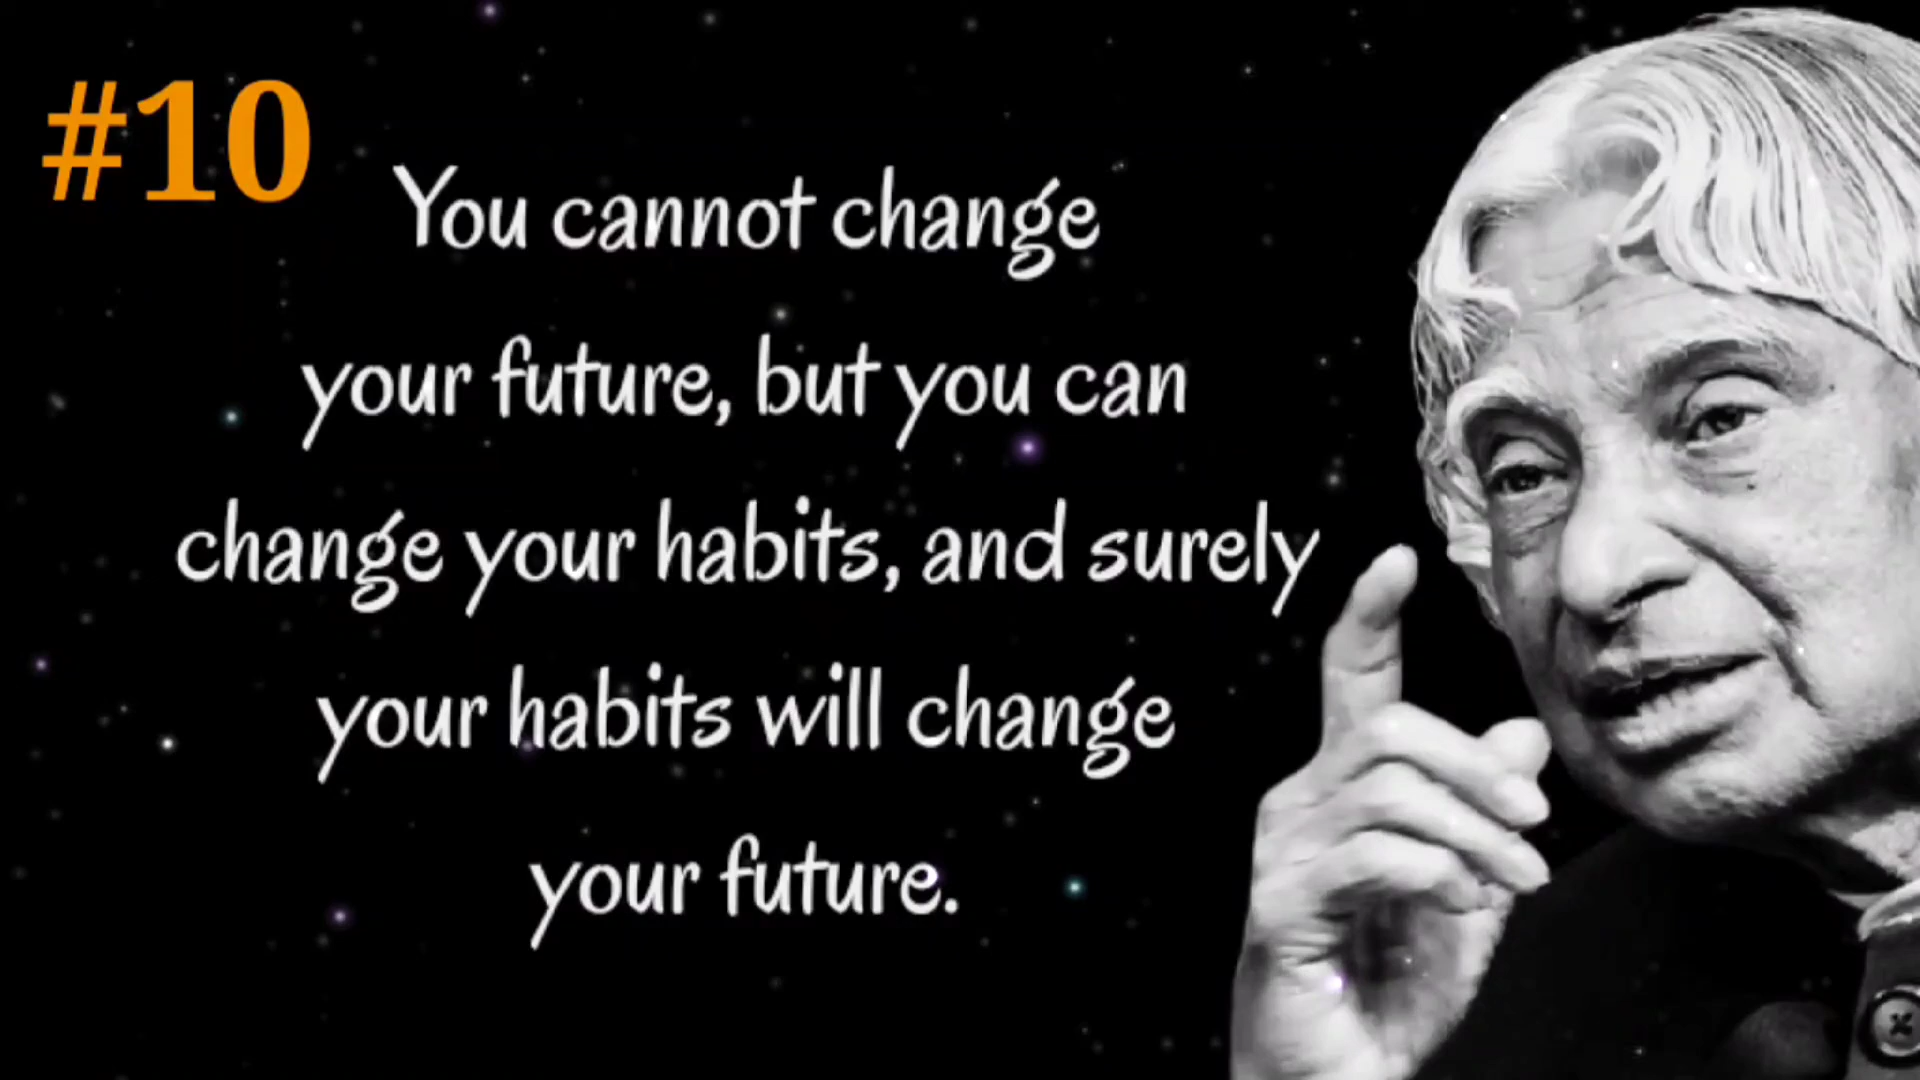 #10
You cannot change
your future, but you can
change your habits, and surely
your habits will change
your future.